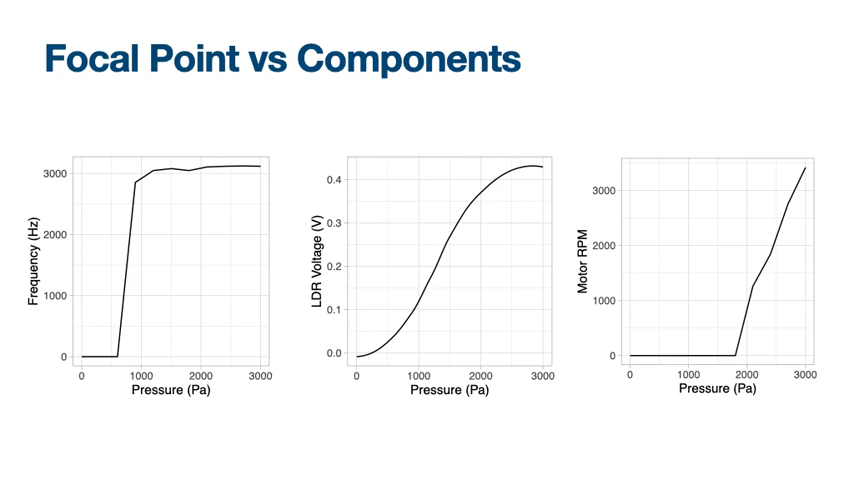 Focal Point vs Components
Frequency (Hz)
3000
2000
1000
0
0 1000 2000 3000
Pressure (Pa)
LDR Voltage (V)
0.4
0.3
0.2
0.1
0.0
0 1000 2000 3000
Pressure (Pa)
Motor RPM
3000
2000
1000
0
0 1000 2000 3000
Pressure (Pa)